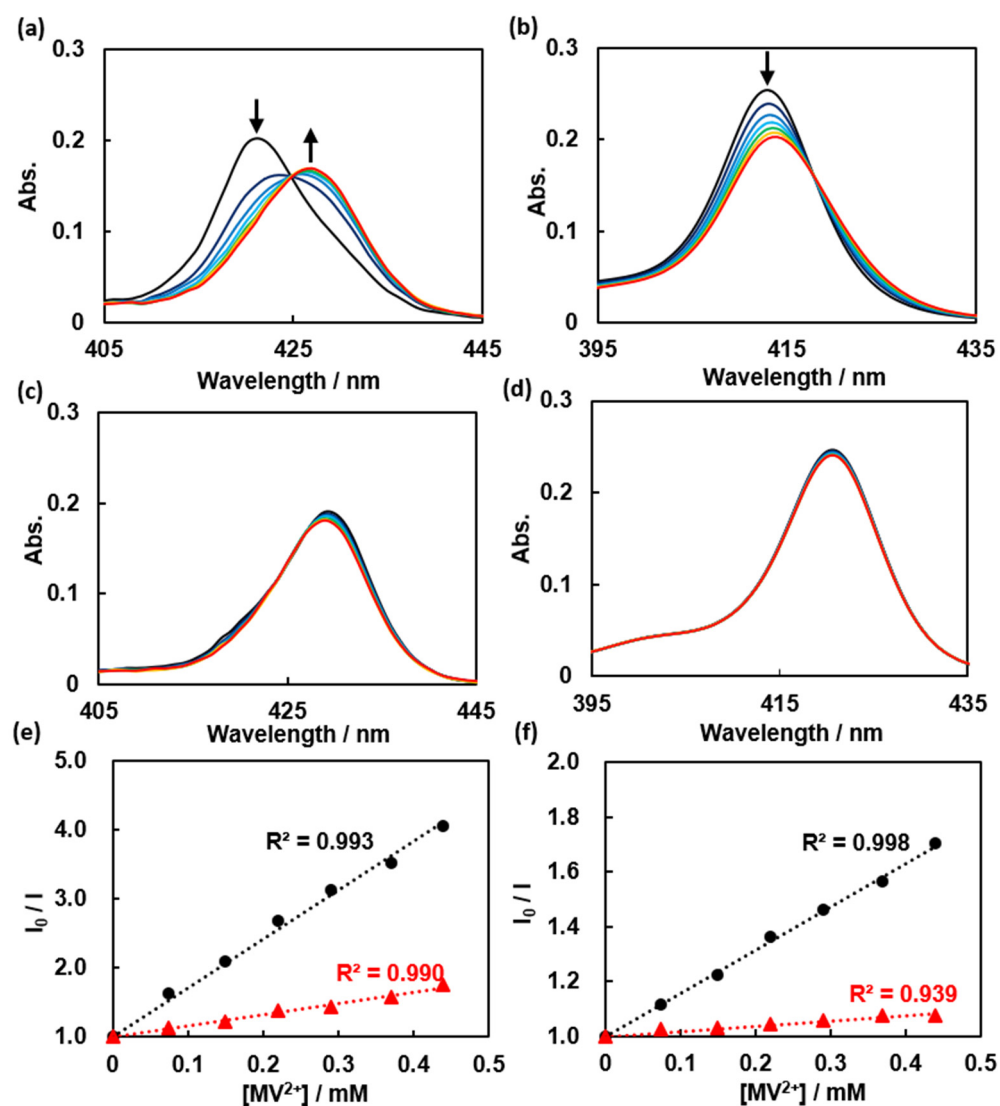 (a)
0.3
0.2
0.1
0
Abs.
405
425
445
Wavelength / nm
(b)
0.3
0.2
0.1
0
Abs.
395
415
435
Wavelength / nm
(c)
0.3
0.2
0.1
0
Abs.
405
425
445
Wavelength / nm
(d)
0.3
0.2
0.1
0
Abs.
395
415
435
Wavelength / nm
(e)
5.0
4.0
3.0
2.0
1.0
I₀ / I
R² = 0.993
R² = 0.990
0
0.1
0.2
0.3
0.4
0.5
[MV²⁺] / mM
(f)
2.0
1.8
1.6
1.4
1.2
1.0
I₀ / I
R² = 0.998
R² = 0.939
0
0.1
0.2
0.3
0.4
0.5
[MV²⁺] / mM